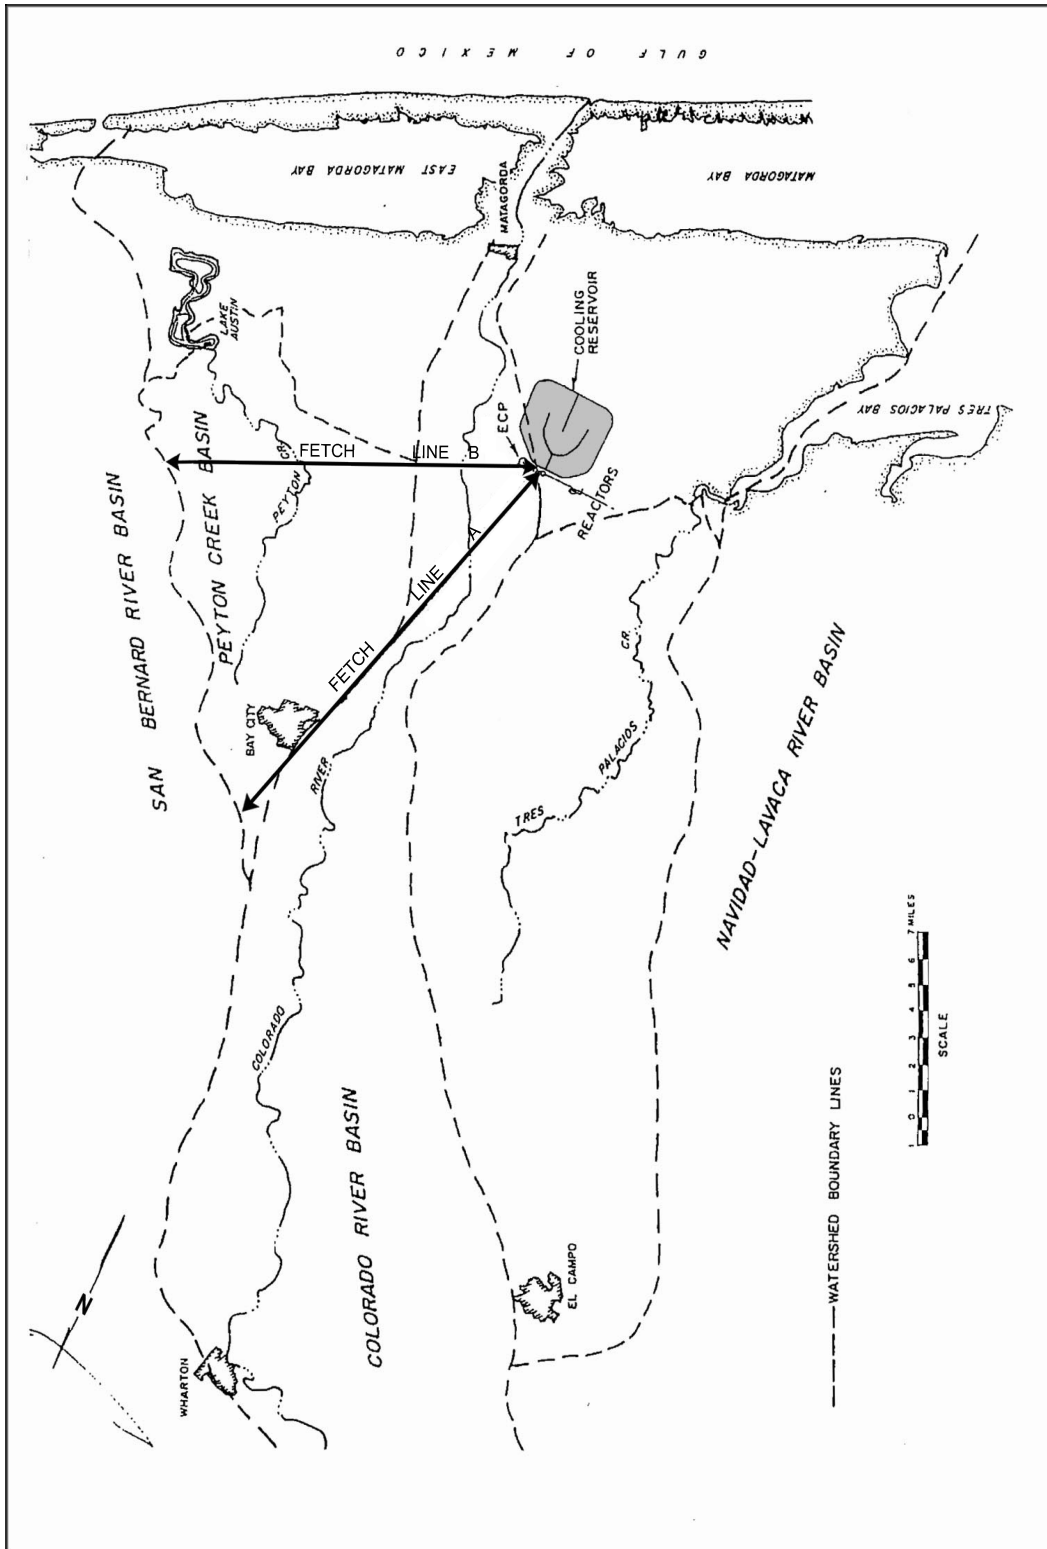 GULF OF MEXICO
EAST MATAGORDA BAY
MATAGORDA
MATAGORDA BAY
LAKE
AUSTIN
COOLING
RESERVOIR
ECP
TRES PALACIOS BAY
FETCH LINE B
PEYTON CR.
REACTORS
SAN BERNARD RIVER BASIN
PEYTON CREEK BASIN
FETCH LINE A
BAY CITY
RIVER
COLORADO
TRES PALACIOS CR.
NAVIDAD-LAVACA RIVER BASIN
COLORADO RIVER BASIN
1 0 1 2 3 4 5 6 7 MILES
SCALE
WATERSHED BOUNDARY LINES
N
WHARTON
EL CAMPO